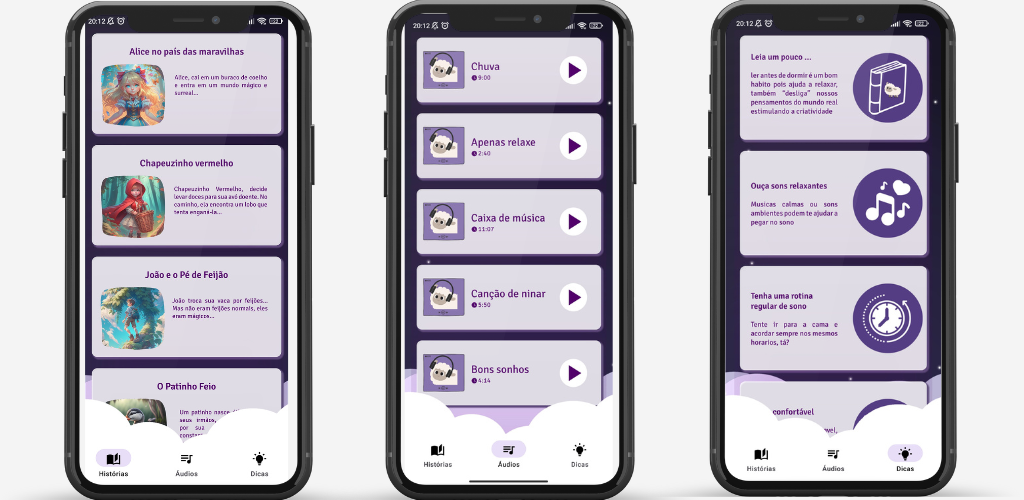 20:12
Alice no país das maravilhas
Alice, cai em um buraco de coelho
e entra em um mundo mágico e
surreal...
Chapeuzinho vermelho
Chapeuzinho Vermelho, decide
levar doces para sua avó doente. No
caminho, ela encontra um lobo que
tenta enganá-la...
João e o Pé de Feijão
João troca sua vaca por feijões...
Mas não eram feijões normais, eles
eram mágicos...
O Patinho Feio
Um patinho nasce
seus irmãos,
por sua
Histórias
Áudios
Dicas
20:12
Chuva
9:00
Apenas relaxe
2:40
Caixa de música
11:07
Canção de ninar
5:50
Bons sonhos
4:14
Histórias
Áudios
Dicas
20:12
Leia um pouco ...
ler antes de dormir é um bom
habito pois ajuda a relaxar,
também "desliga" nossos
pensamentos do mundo real
estimulando a criatividade
Ouça sons relaxantes
Musicas calmas ou sons
ambientes podem te ajudar a
pegar no sono
Tenha uma rotina
regular de sono
Tente ir para a cama e
acordar sempre nos mesmos
horarios, tá?
confortável
Histórias
Áudios
Dicas